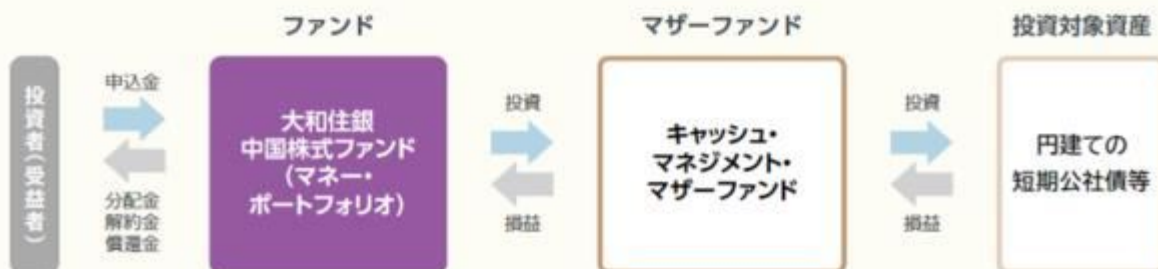 ファンド
マザーファンド
投資対象資産
投資者(受益者)
申込金
分配金
解約金
償還金
大和住銀
中国株式ファンド
(マネー・
ポートフォリオ)
投資
損益
キャッシュ・
マネジメント・
マザーファンド
投資
損益
円建ての
短期公社債等